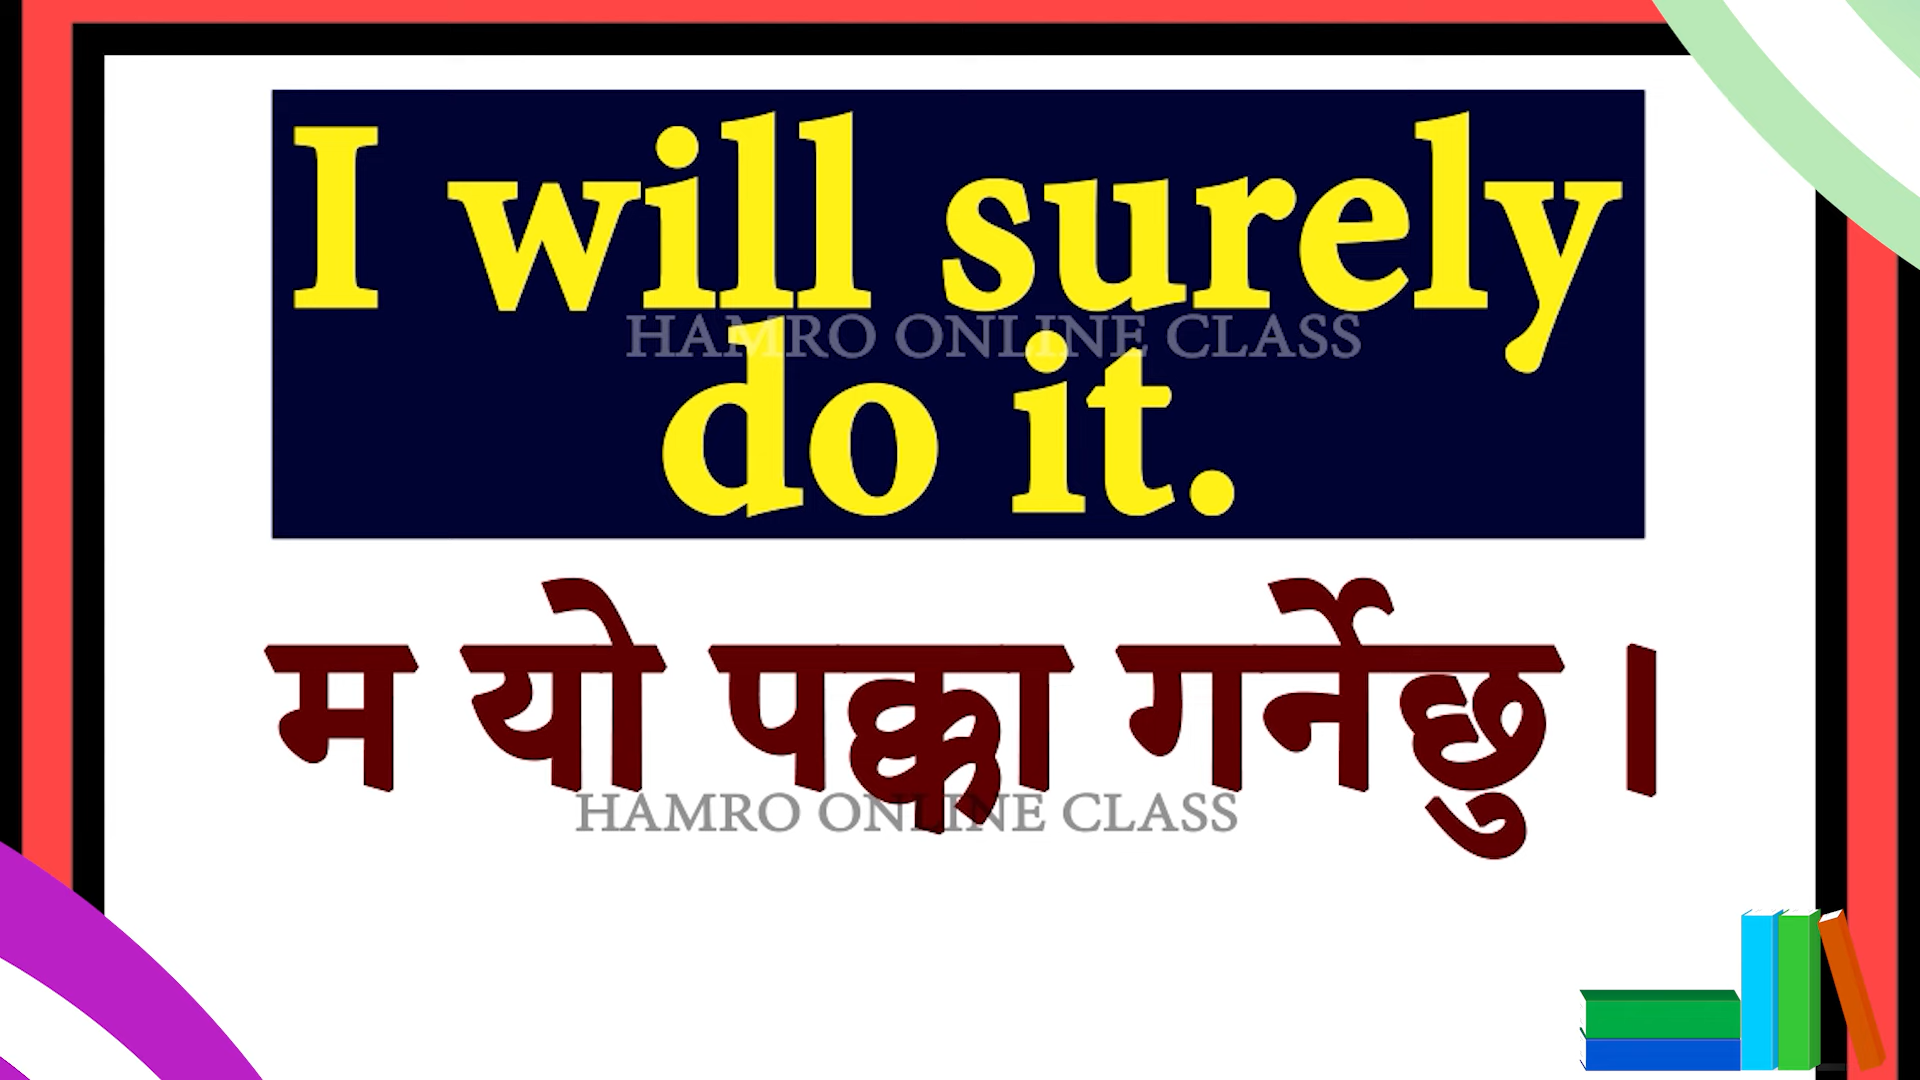 I will surely
HAMRO ONLINE CLASS
do it.
म यो पक्का गर्नेछु ।
HAMRO ONLINE CLASS